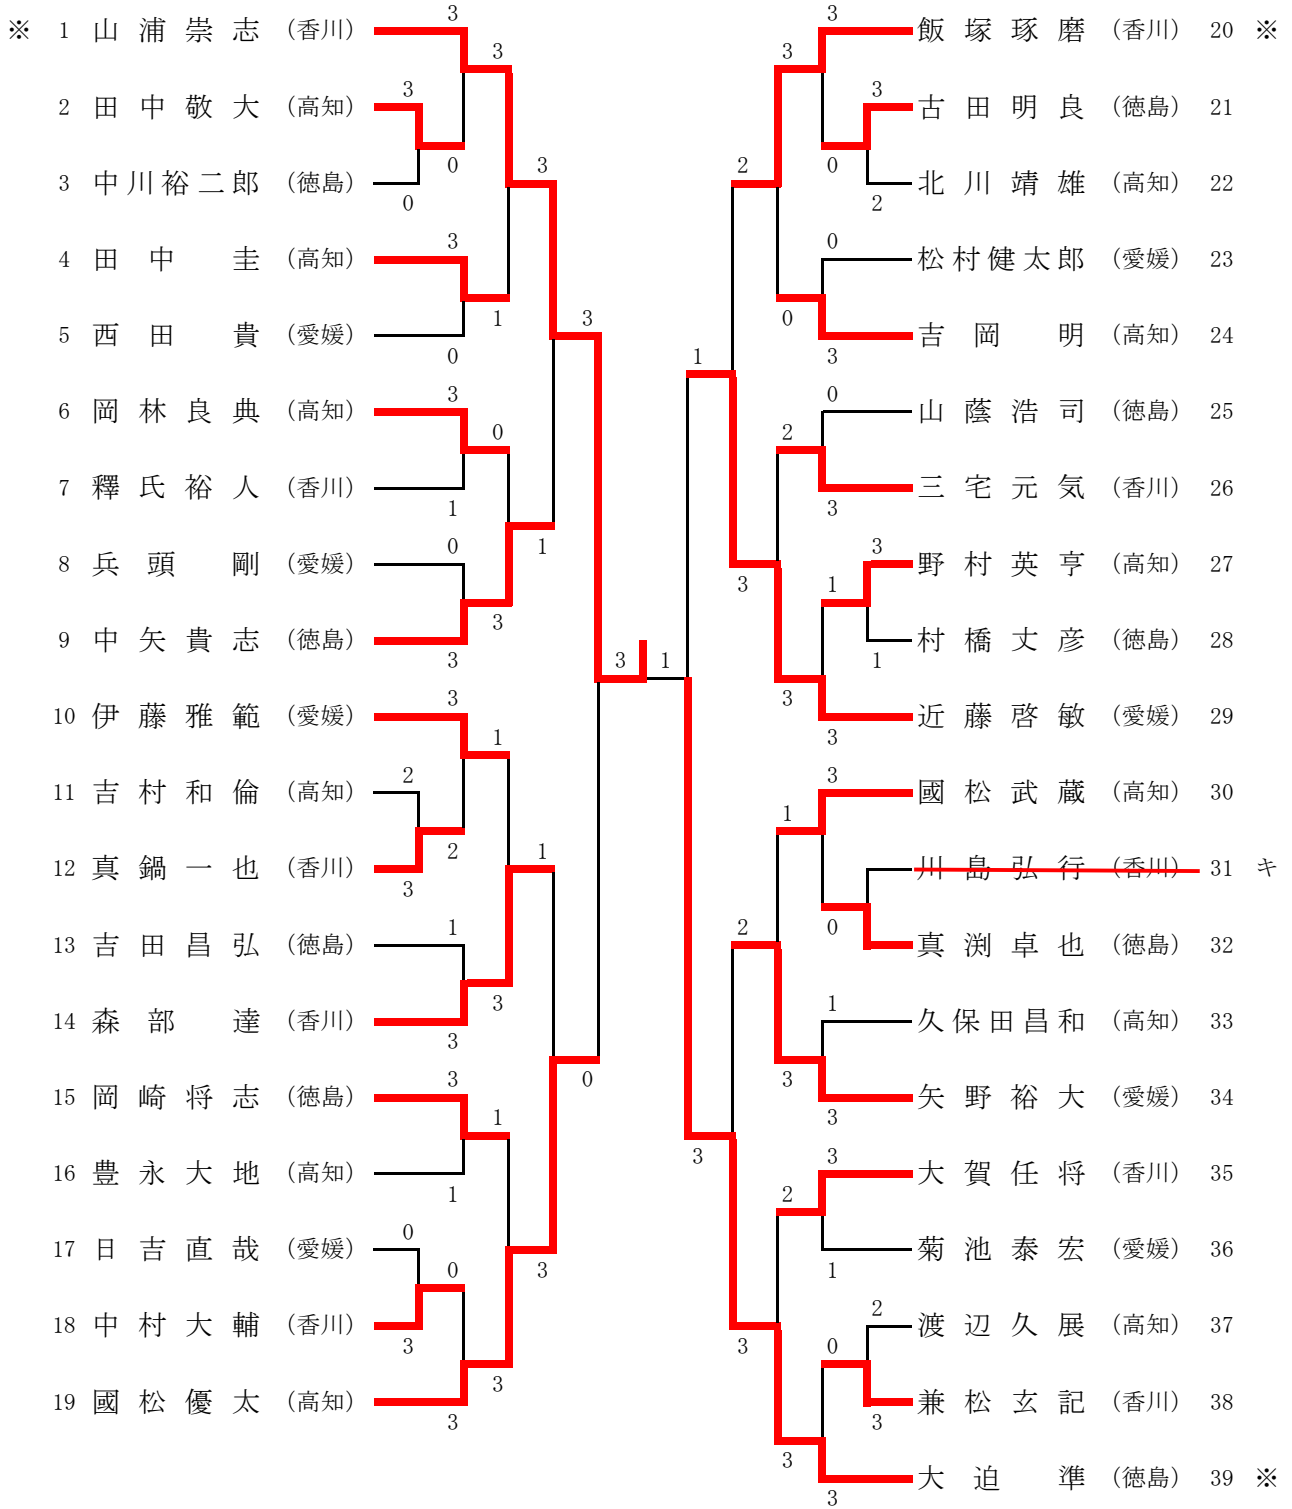 ※ 1 山浦崇志 (香川)
2 田中敬大 (高知)
3 中川裕二郎 (徳島)
4 田中 圭 (高知)
5 西田 貴 (愛媛)
6 岡林良典 (高知)
7 釋氏裕人 (香川)
8 兵頭 剛 (愛媛)
9 中矢貴志 (徳島)
10 伊藤雅範 (愛媛)
11 吉村和倫 (高知)
12 真鍋一也 (香川)
13 吉田昌弘 (徳島)
14 森部 達 (香川)
15 岡崎将志 (徳島)
16 豊永大地 (高知)
17 日吉直哉 (愛媛)
18 中村大輔 (香川)
19 國松優太 (高知)
3
3
0
0
3
0
3
1
0
3
3
1
0
3
0
3
1
3
3
2
3
2
1
1
3
3
1
3
1
1
0
3
0
3
3
3
0
3
1
3
3
0
2
0
3
0
3
0
3
2
3
1
1
3
3
2
1
3
3
1
0
1
3
3
2
3
3
1
2
2
3
0
3
3
3
飯塚琢磨 (香川) 20 ※
古田明良 (徳島) 21
北川靖雄 (高知) 22
松村健太郎 (愛媛) 23
吉岡 明 (高知) 24
山蔭浩司 (徳島) 25
三宅元気 (香川) 26
野村英亨 (高知) 27
村橋丈彦 (徳島) 28
近藤啓敏 (愛媛) 29
國松武蔵 (高知) 30
川島弘行 (香川) 31 キ
真渕卓也 (徳島) 32
久保田昌和 (高知) 33
矢野裕大 (愛媛) 34
大賀任将 (香川) 35
菊池泰宏 (愛媛) 36
渡辺久展 (高知) 37
兼松玄記 (香川) 38
大迫 準 (徳島) 39 ※